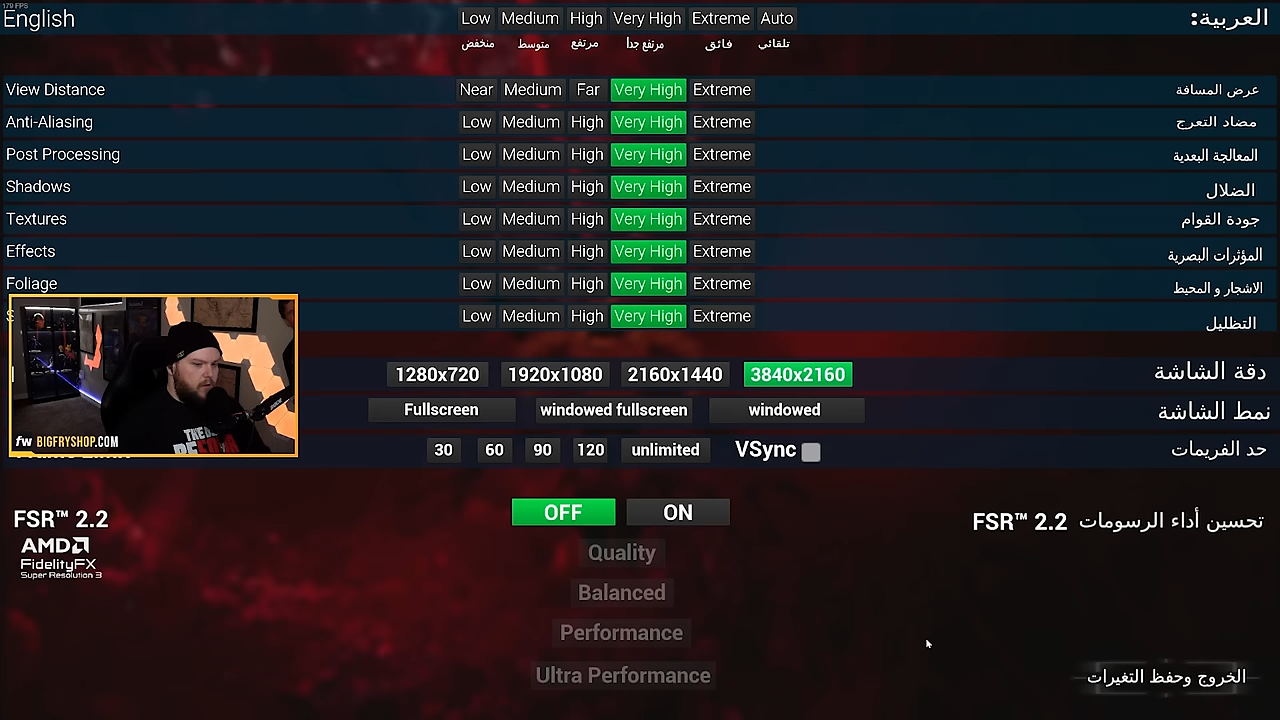 179 FPS
English Low Medium High Very High Extreme Auto العربية:
منخفض متوسط مرتفع مرتفع جداً فائق تلقائي
View Distance Near Medium Far Very High Extreme عرض المسافة
Anti-Aliasing Low Medium High Very High Extreme مضاد التعرج
Post Processing Low Medium High Very High Extreme المعالجة البعدية
Shadows Low Medium High Very High Extreme الضلال
Textures Low Medium High Very High Extreme جودة القوام
Effects Low Medium High Very High Extreme المؤثرات البصرية
Foliage Low Medium High Very High Extreme الاشجار و المحيط
Low Medium High Very High Extreme التظليل
1280x720 1920x1080 2160x1440 3840x2160 دقة الشاشة
Fullscreen windowed fullscreen windowed نمط الشاشة
fw BIGFRYSHOP.COM
30 60 90 120 unlimited VSync حد الفريمات
FSR™ 2.2 OFF ON FSR™ 2.2 تحسين أداء الرسومات
AMD
FidelityFX
Super Resolution 3
Quality
Balanced
Performance
Ultra Performance
الخروج وحفظ التغيرات